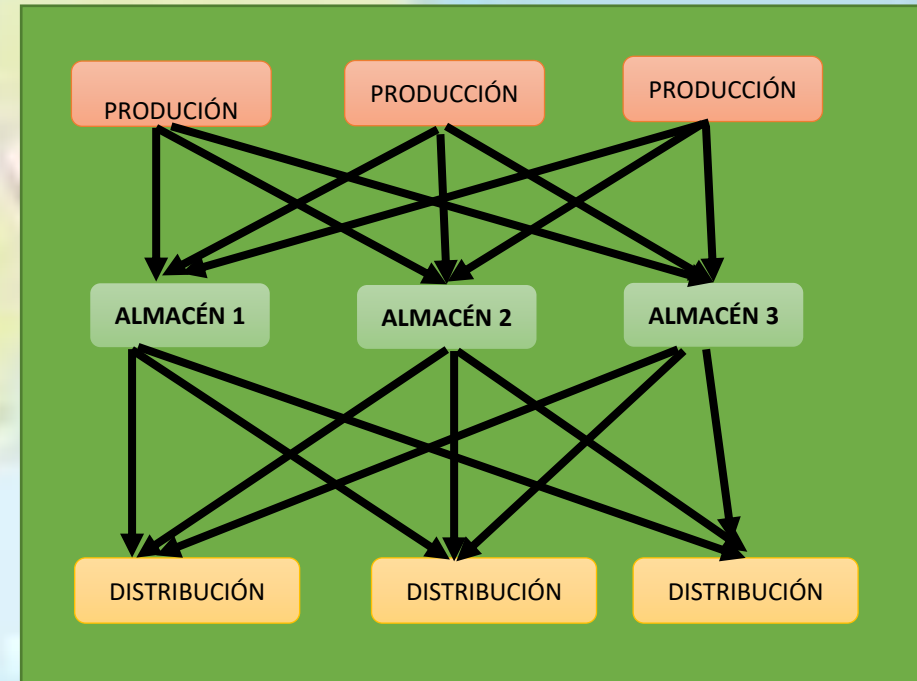 PRODUCIÓN
PRODUCCIÓN
PRODUCCIÓN
ALMACÉN 1
ALMACÉN 2
ALMACÉN 3
DISTRIBUCIÓN
DISTRIBUCIÓN
DISTRIBUCIÓN